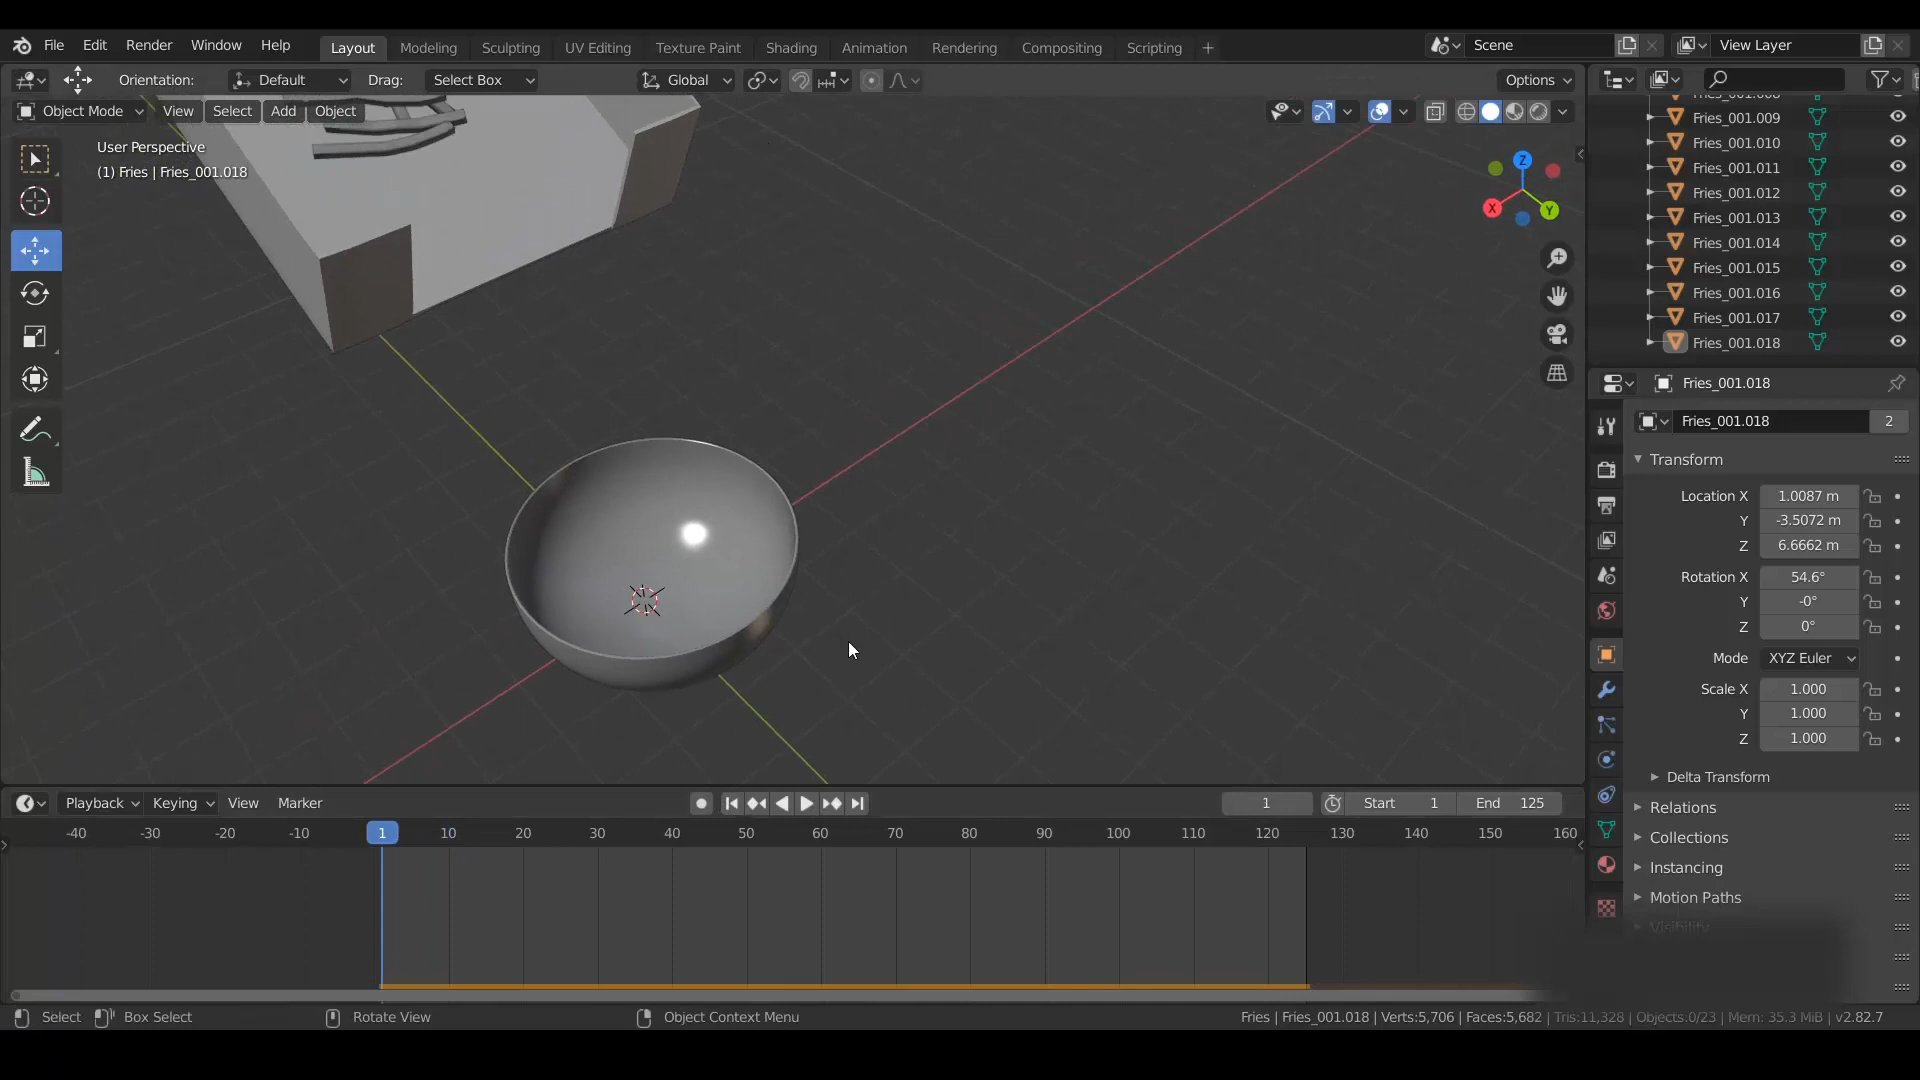 File Edit Render Window Help Layout Modeling Sculpting UV Editing Texture Paint Shading Animation Rendering Compositing Scripting + Scene View Layer
Orientation: Default Drag: Select Box Global Options
Object Mode View Select Add Object
User Perspective
(1) Fries | Fries_001.018
Z
X
Y
Fries_001.009
Fries_001.010
Fries_001.011
Fries_001.012
Fries_001.013
Fries_001.014
Fries_001.015
Fries_001.016
Fries_001.017
Fries_001.018
Fries_001.018
Fries_001.018 2
Transform
Location X 1.0087 m
Y -3.5072 m
Z 6.6662 m
Rotation X 54.6°
Y -0°
Z 0°
Mode XYZ Euler
Scale X 1.000
Y 1.000
Z 1.000
Delta Transform
Relations
Collections
Instancing
Motion Paths
Visibility
Playback Keying View Marker 1 Start 1 End 125
-40 -30 -20 -10 1 10 20 30 40 50 60 70 80 90 100 110 120 130 140 150 160
Select Box Select Rotate View Object Context Menu Fries | Fries_001.018 | Verts:5,706 | Faces:5,682 | Tris:11,328 | Objects:0/23 | Mem: 35.3 MiB | v2.82.7